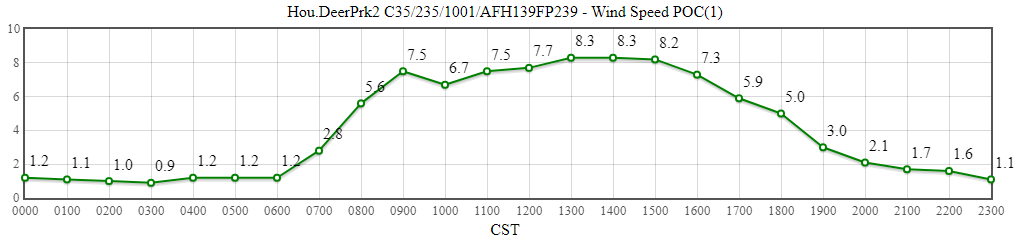 Hou.DeerPrk2 C35/235/1001/AFH139FP239 - Wind Speed POC(1)
10
8
6
4
2
0
1.2 1.1 1.0 0.9 1.2 1.2 1.2 2.8 5.6 7.5 6.7 7.5 7.7 8.3 8.3 8.2 7.3 5.9 5.0 3.0 2.1 1.7 1.6 1.1
0000 0100 0200 0300 0400 0500 0600 0700 0800 0900 1000 1100 1200 1300 1400 1500 1600 1700 1800 1900 2000 2100 2200 2300
CST